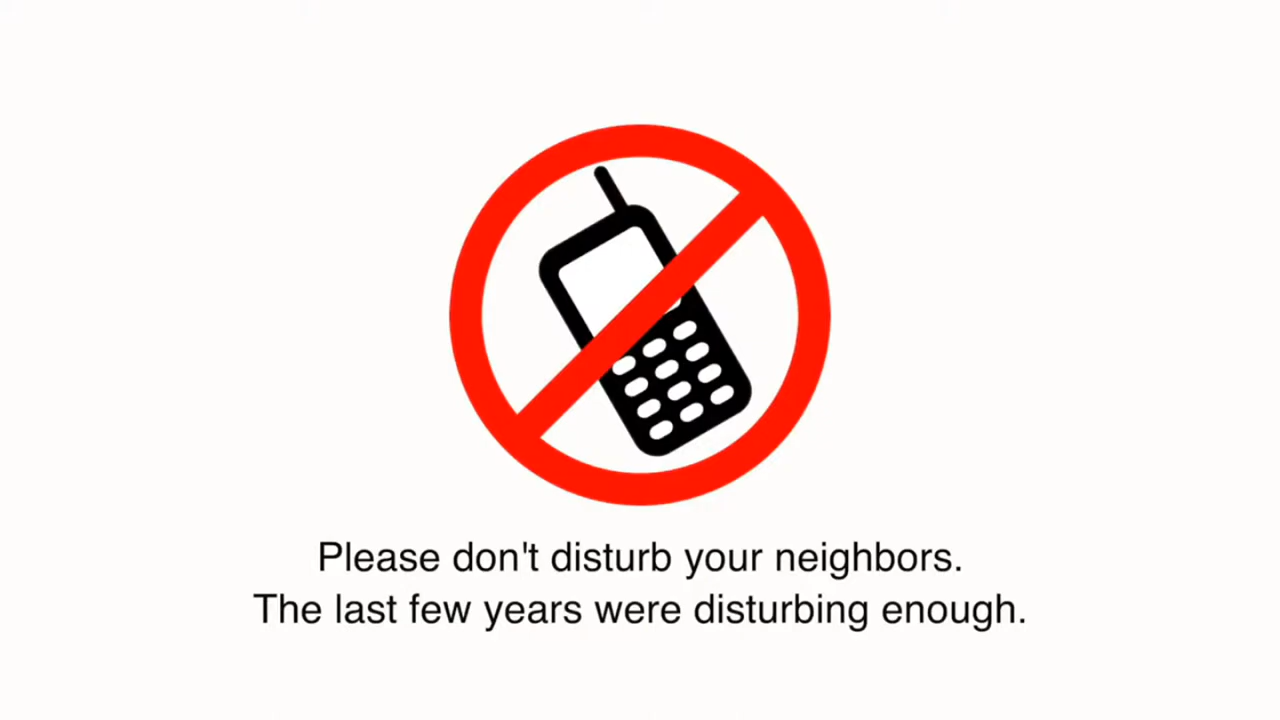 Please don't disturb your neighbors.
The last few years were disturbing enough.